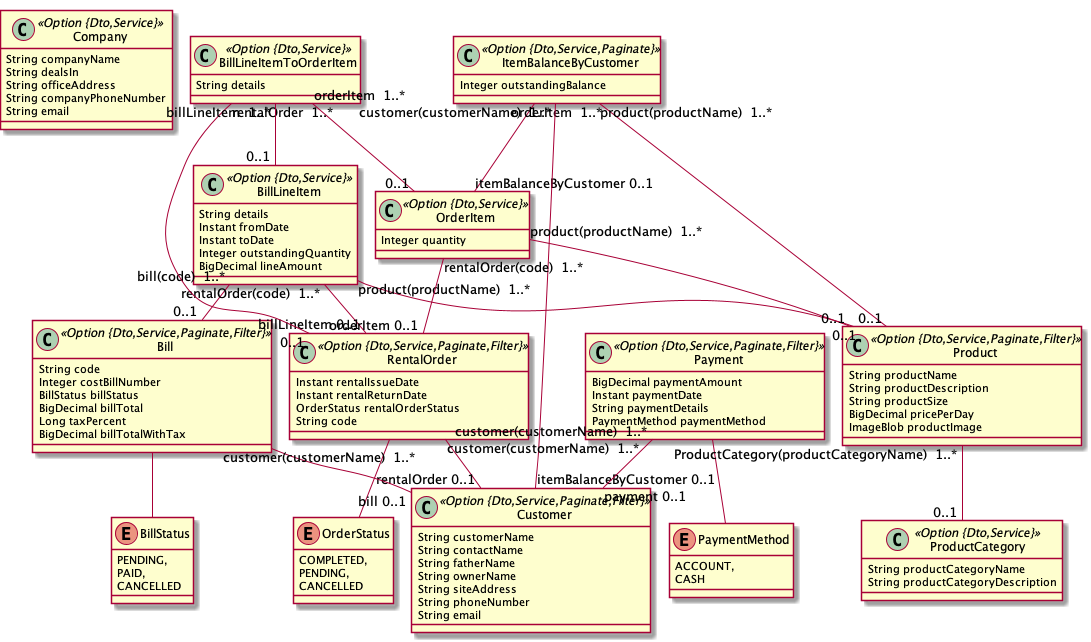 C «Option {Dto,Service}»
Company
String companyName
String dealsIn
String officeAddress
String companyPhoneNumber
String email
C «Option {Dto,Service}»
BillLineItemToOrderItem
String details
C «Option {Dto,Service,Paginate}»
ItemBalanceByCustomer
Integer outstandingBalance
orderItem 1..*
billLineItem 1..*
rentalOrder 1..*
customer(customerName) 1..*
orderItem 1..*
product(productName) 1..*
0..1
C «Option {Dto,Service}»
BillLineItem
String details
Instant fromDate
Instant toDate
Integer outstandingQuantity
BigDecimal lineAmount
0..1
itemBalanceByCustomer 0..1
C «Option {Dto,Service}»
OrderItem
Integer quantity
product(productName) 1..*
rentalOrder(code) 1..*
bill(code) 1..*
rentalOrder(code) 1..*
product(productName) 1..*
0..1
billLineItem 0..1
orderItem 0..1
0..1
0..1
0..1
0..1
C «Option {Dto,Service,Paginate,Filter}»
Bill
String code
Integer costBillNumber
BillStatus billStatus
BigDecimal billTotal
Long taxPercent
BigDecimal billTotalWithTax
C «Option {Dto,Service,Paginate,Filter}»
RentalOrder
Instant rentalIssueDate
Instant rentalReturnDate
OrderStatus rentalOrderStatus
String code
C «Option {Dto,Service,Paginate,Filter}»
Payment
BigDecimal paymentAmount
Instant paymentDate
String paymentDetails
PaymentMethod paymentMethod
C «Option {Dto,Service,Paginate,Filter}»
Product
String productName
String productDescription
String productSize
BigDecimal pricePerDay
ImageBlob productImage
customer(customerName) 1..*
customer(customerName) 1..*
customer(customerName) 1..*
ProductCategory(productCategoryName) 1..*
rentalOrder 0..1
itemBalanceByCustomer 0..1
bill 0..1
payment 0..1
0..1
E BillStatus
PENDING,
PAID,
CANCELLED
E OrderStatus
COMPLETED,
PENDING,
CANCELLED
C «Option {Dto,Service,Paginate,Filter}»
Customer
String customerName
String contactName
String fatherName
String ownerName
String siteAddress
String phoneNumber
String email
E PaymentMethod
ACCOUNT,
CASH
C «Option {Dto,Service}»
ProductCategory
String productCategoryName
String productCategoryDescription